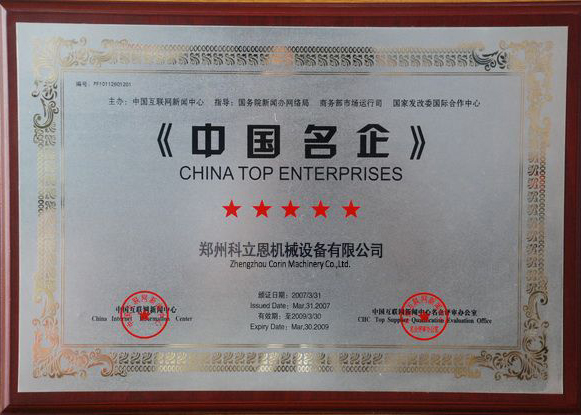 编号：PF10112601201
主办：中国互联网新闻中心 指导：国务院新闻办网络局 商务部市场运行司 国家发改委国际合作中心
《中国名企》
CHINA TOP ENTERPRISES
郑州科立恩机械设备有限公司
Zhengzhou Corin Machinery Co.,Ltd.
颁证日期：2007/3/31
Issued Date：Mar,31,2007
有效期：至2009/3/30
Expiry Date：Mar,30,2009
中国互联网新闻中心
China Internet Information Center
中国互联网新闻中心名企评审办公室
CIIC Top Supplier Qualification Evaluation Office